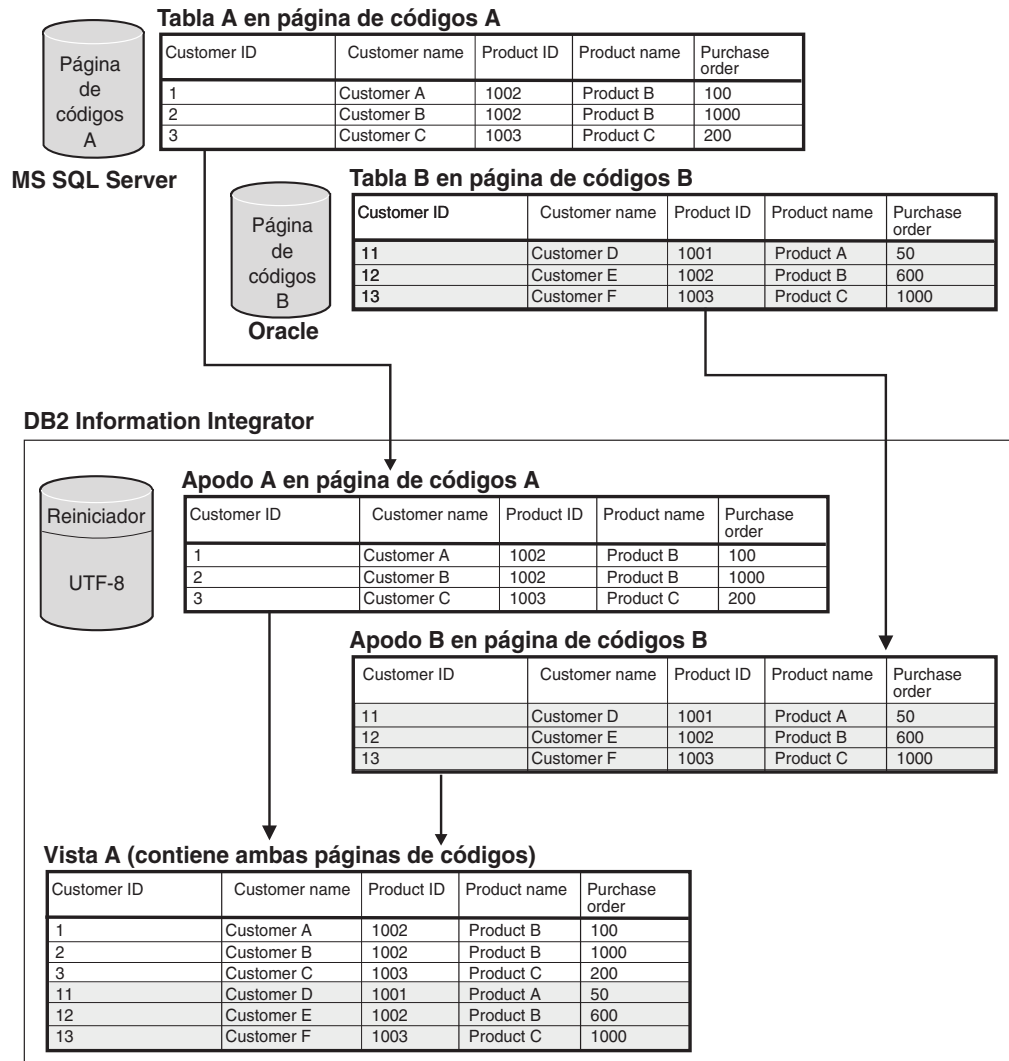 Tabla A en página de códigos A
Página
de
códigos
A
MS SQL Server
Customer ID Customer name Product ID Product name Purchase order
1 Customer A 1002 Product B 100
2 Customer B 1002 Product B 1000
3 Customer C 1003 Product C 200
Tabla B en página de códigos B
Página
de
códigos
B
Oracle
Customer ID Customer name Product ID Product name Purchase order
11 Customer D 1001 Product A 50
12 Customer E 1002 Product B 600
13 Customer F 1003 Product C 1000
DB2 Information Integrator
Reiniciador
UTF-8
Apodo A en página de códigos A
Customer ID Customer name Product ID Product name Purchase order
1 Customer A 1002 Product B 100
2 Customer B 1002 Product B 1000
3 Customer C 1003 Product C 200
Apodo B en página de códigos B
Customer ID Customer name Product ID Product name Purchase order
11 Customer D 1001 Product A 50
12 Customer E 1002 Product B 600
13 Customer F 1003 Product C 1000
Vista A (contiene ambas páginas de códigos)
Customer ID Customer name Product ID Product name Purchase order
1 Customer A 1002 Product B 100
2 Customer B 1002 Product B 1000
3 Customer C 1003 Product C 200
11 Customer D 1001 Product A 50
12 Customer E 1002 Product B 600
13 Customer F 1003 Product C 1000